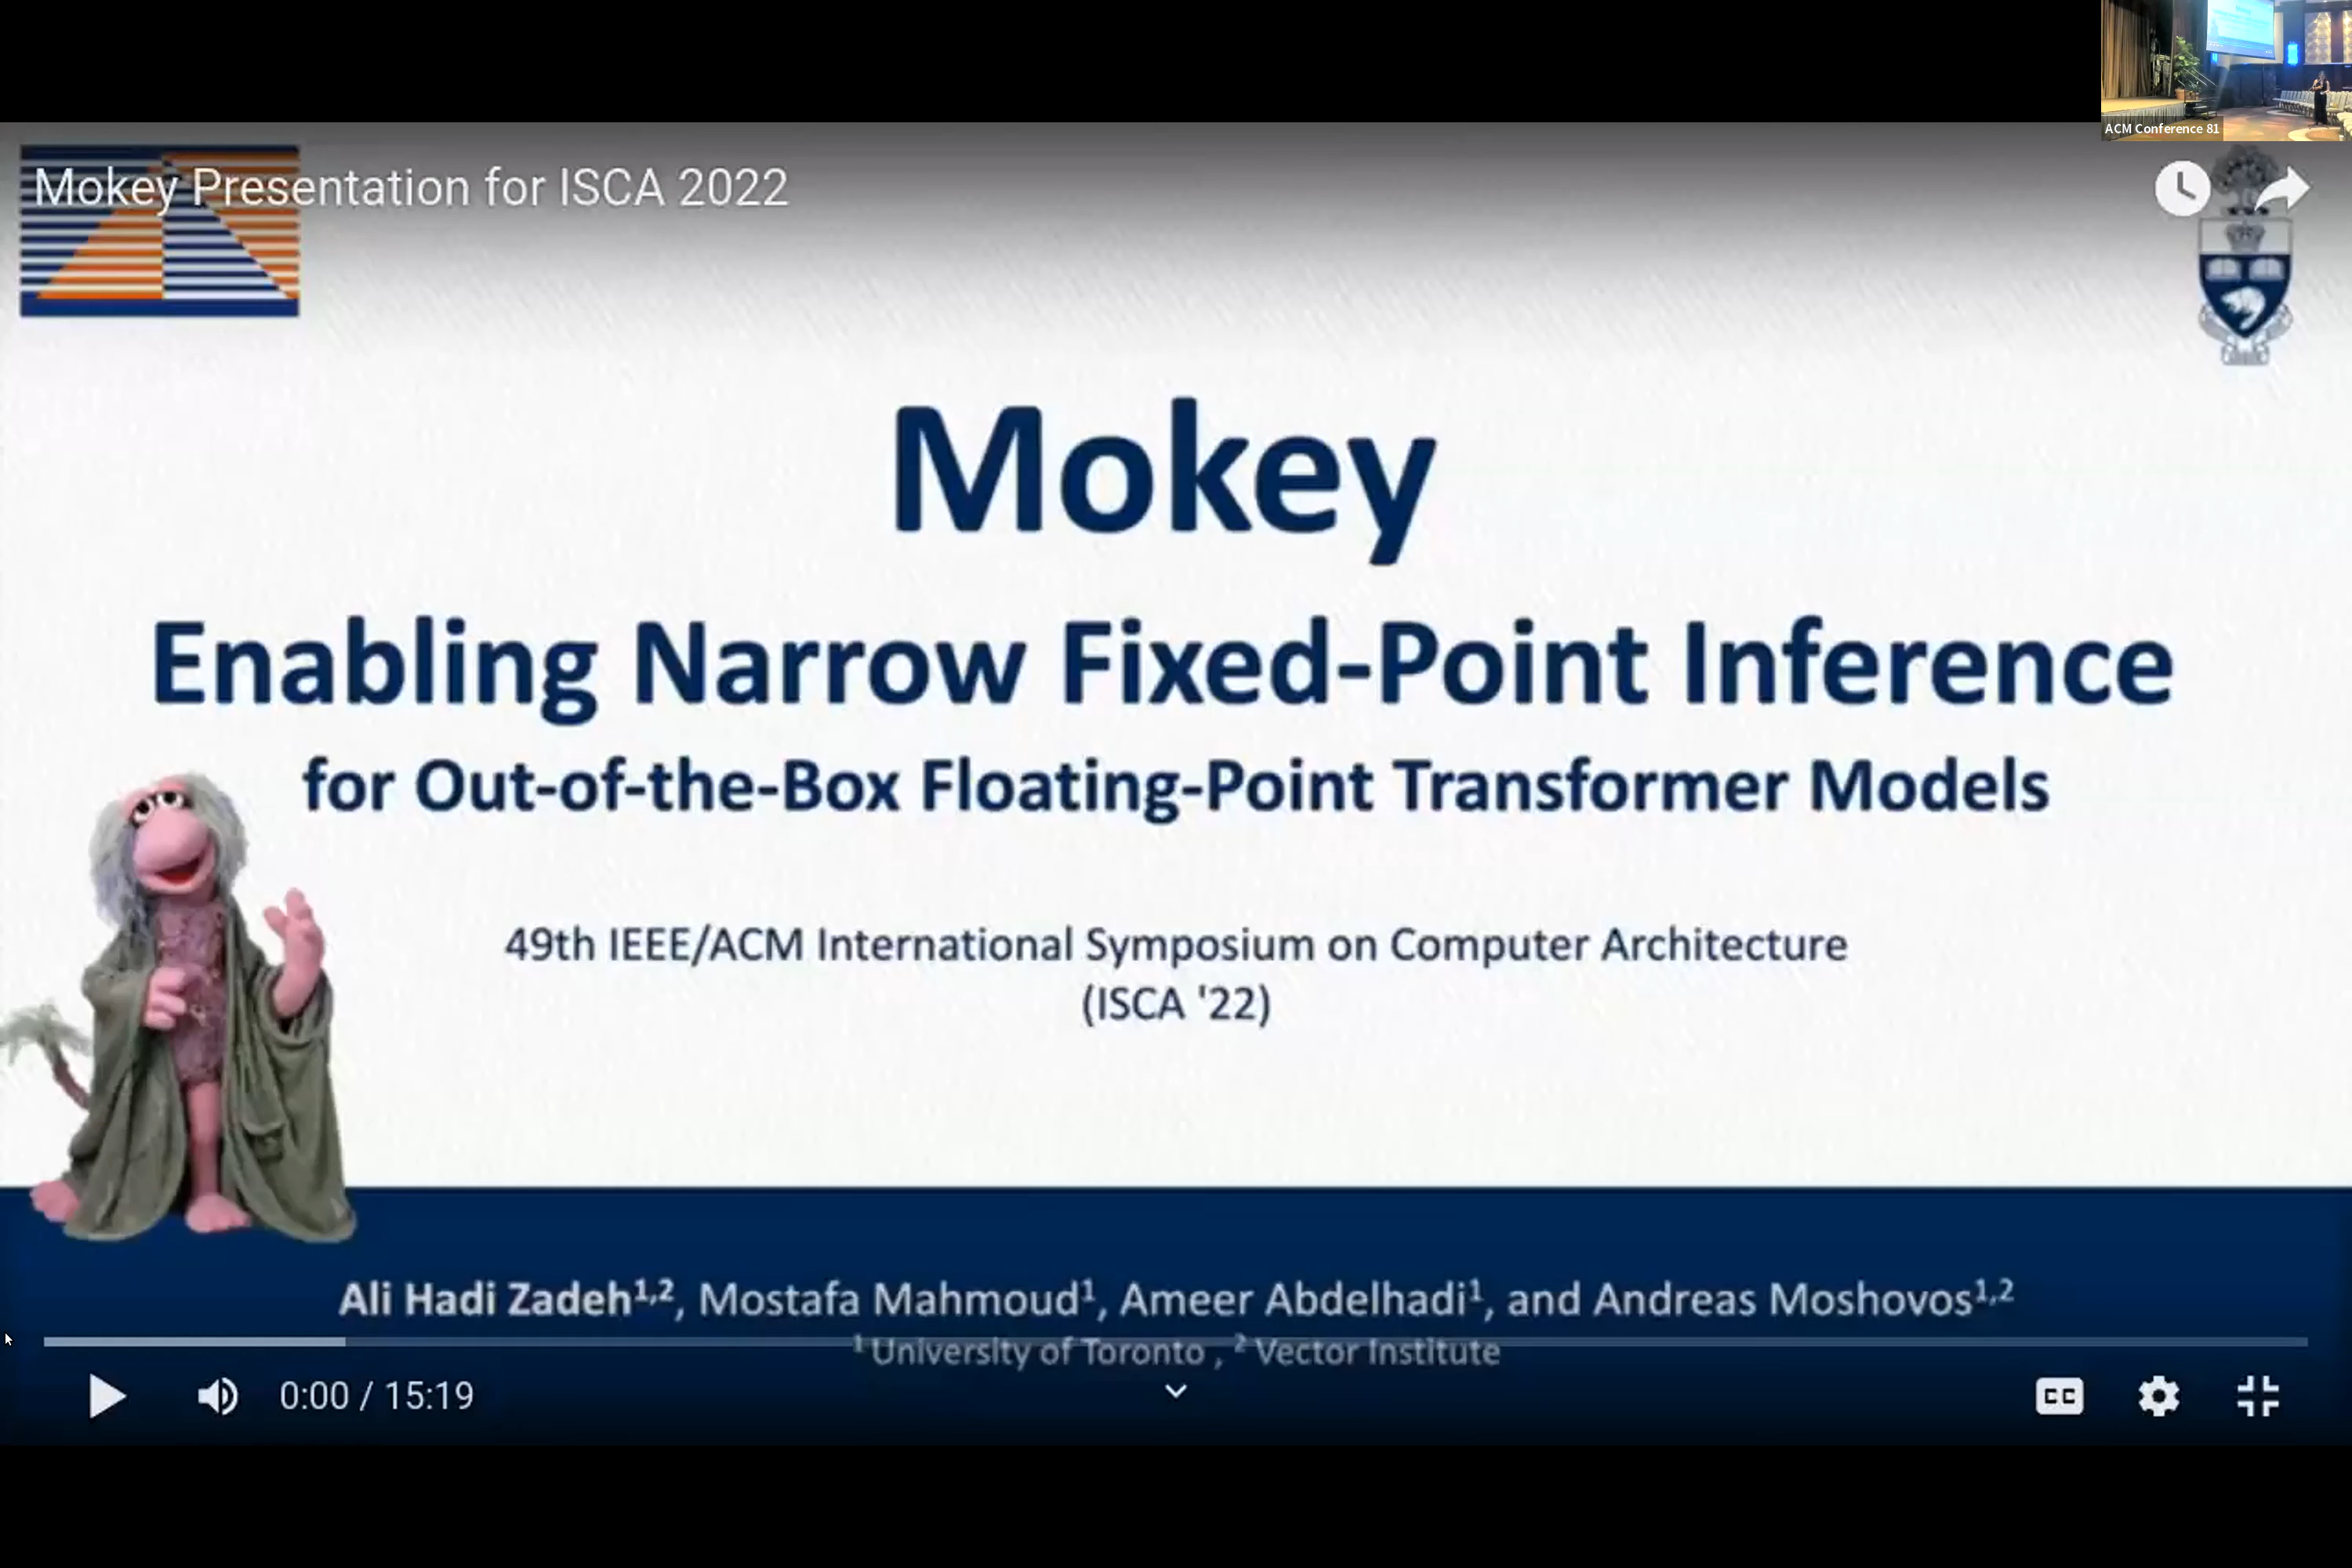 ACM Conference 81
Mokey Presentation for ISCA 2022
Mokey
Enabling Narrow Fixed-Point Inference
for Out-of-the-Box Floating-Point Transformer Models
49th IEEE/ACM International Symposium on Computer Architecture
(ISCA '22)
Ali Hadi Zadeh¹,², Mostafa Mahmoud¹, Ameer Abdelhadi¹, and Andreas Moshovos¹,²
¹ University of Toronto , ² Vector Institute
0:00 / 15:19
CC